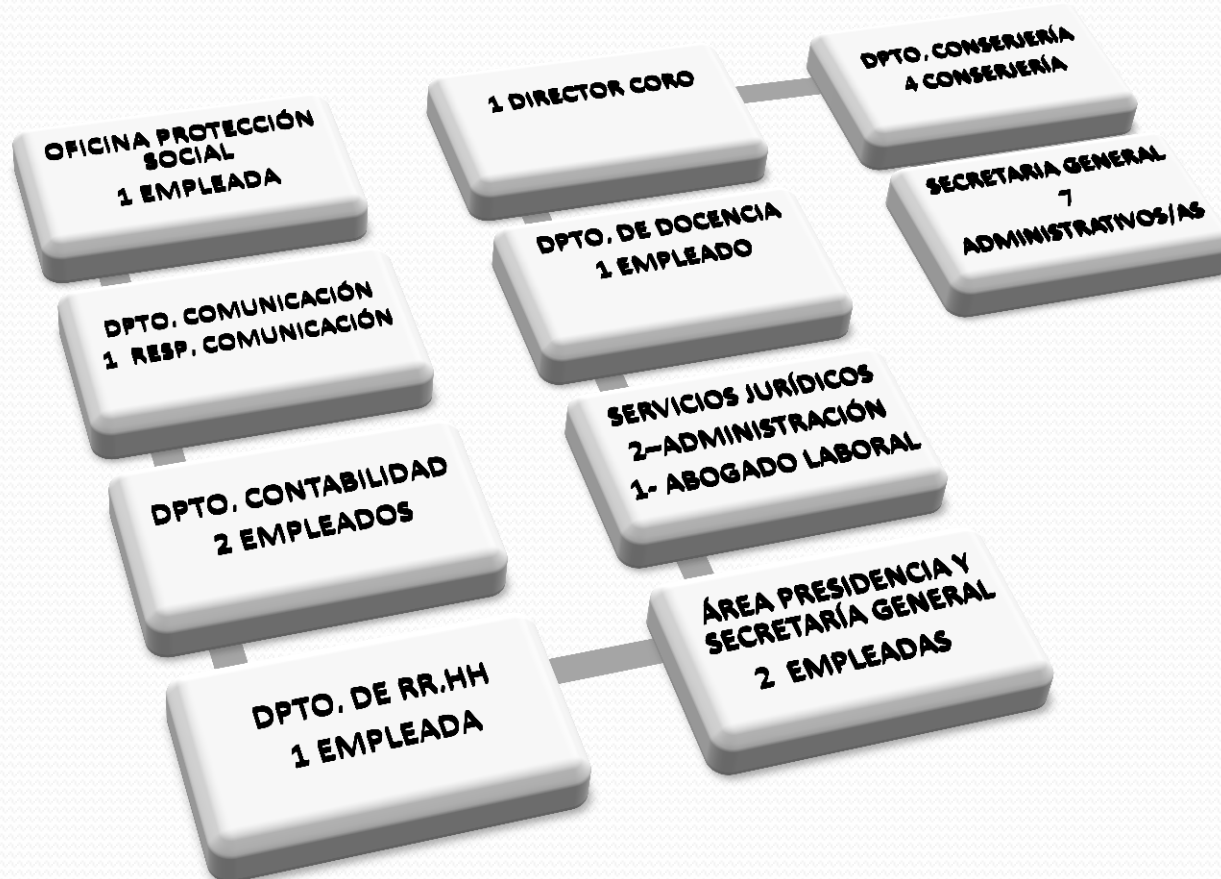 OFICINA PROTECCIÓN
SOCIAL
1 EMPLEADA
DPTO. COMUNICACIÓN
1 RESP. COMUNICACIÓN
DPTO. CONTABILIDAD
2 EMPLEADOS
DPTO. DE RR.HH
1 EMPLEADA
ÁREA PRESIDENCIA Y
SECRETARÍA GENERAL
2 EMPLEADAS
SERVICIOS JURÍDICOS
2–ADMINISTRACIÓN
1- ABOGADO LABORAL
DPTO. DE DOCENCIA
1 EMPLEADO
1 DIRECTOR CORO
DPTO. CONSERJERÍA
4 CONSERJERÍA
SECRETARIA GENERAL
7
ADMINISTRATIVOS/AS